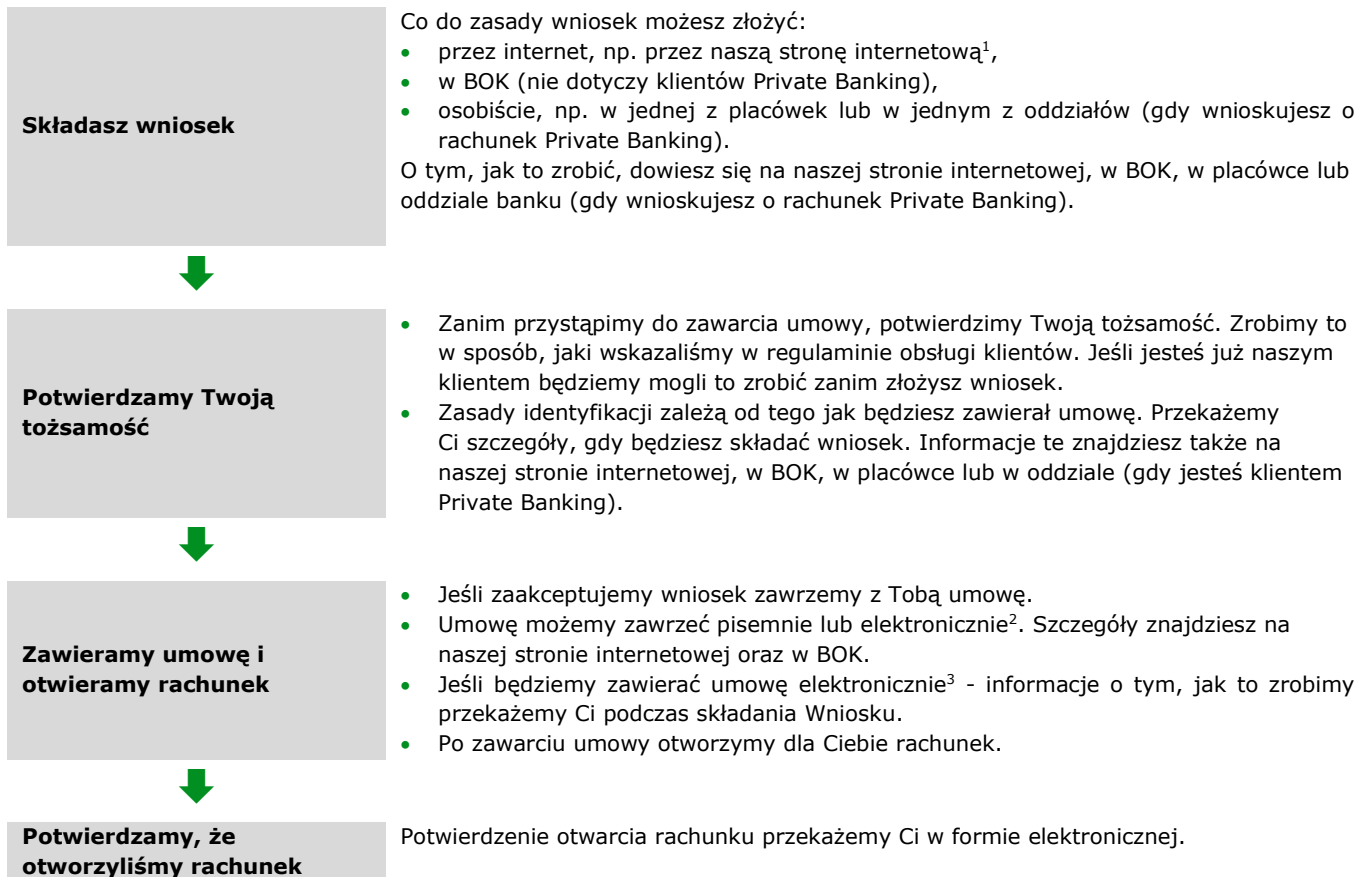 Składasz wniosek
Co do zasady wniosek możesz złożyć:
• przez internet, np. przez naszą stronę internetową¹,
• w BOK (nie dotyczy klientów Private Banking),
• osobiście, np. w jednej z placówek lub w jednym z oddziałów (gdy wnioskujesz o
rachunek Private Banking).
O tym, jak to zrobić, dowiesz się na naszej stronie internetowej, w BOK, w placówce lub
oddziale banku (gdy wnioskujesz o rachunek Private Banking).
Potwierdzamy Twoją
tożsamość
• Zanim przystąpimy do zawarcia umowy, potwierdzimy Twoją tożsamość. Zrobimy to
w sposób, jaki wskazaliśmy w regulaminie obsługi klientów. Jeśli jesteś już naszym
klientem będziemy mogli to zrobić zanim złożysz wniosek.
• Zasady identyfikacji zależą od tego jak będziesz zawierał umowę. Przekażemy
Ci szczegóły, gdy będziesz składać wniosek. Informacje te znajdziesz także na
naszej stronie internetowej, w BOK, w placówce lub w oddziale (gdy jesteś klientem
Private Banking).
Zawieramy umowę i
otwieramy rachunek
• Jeśli zaakceptujemy wniosek zawrzemy z Tobą umowę.
• Umowę możemy zawrzeć pisemnie lub elektronicznie². Szczegóły znajdziesz na
naszej stronie internetowej oraz w BOK.
• Jeśli będziemy zawierać umowę elektronicznie³ - informacje o tym, jak to zrobimy
przekażemy Ci podczas składania Wniosku.
• Po zawarciu umowy otworzymy dla Ciebie rachunek.
Potwierdzamy, że
otworzyliśmy rachunek
Potwierdzenie otwarcia rachunku przekażemy Ci w formie elektronicznej.